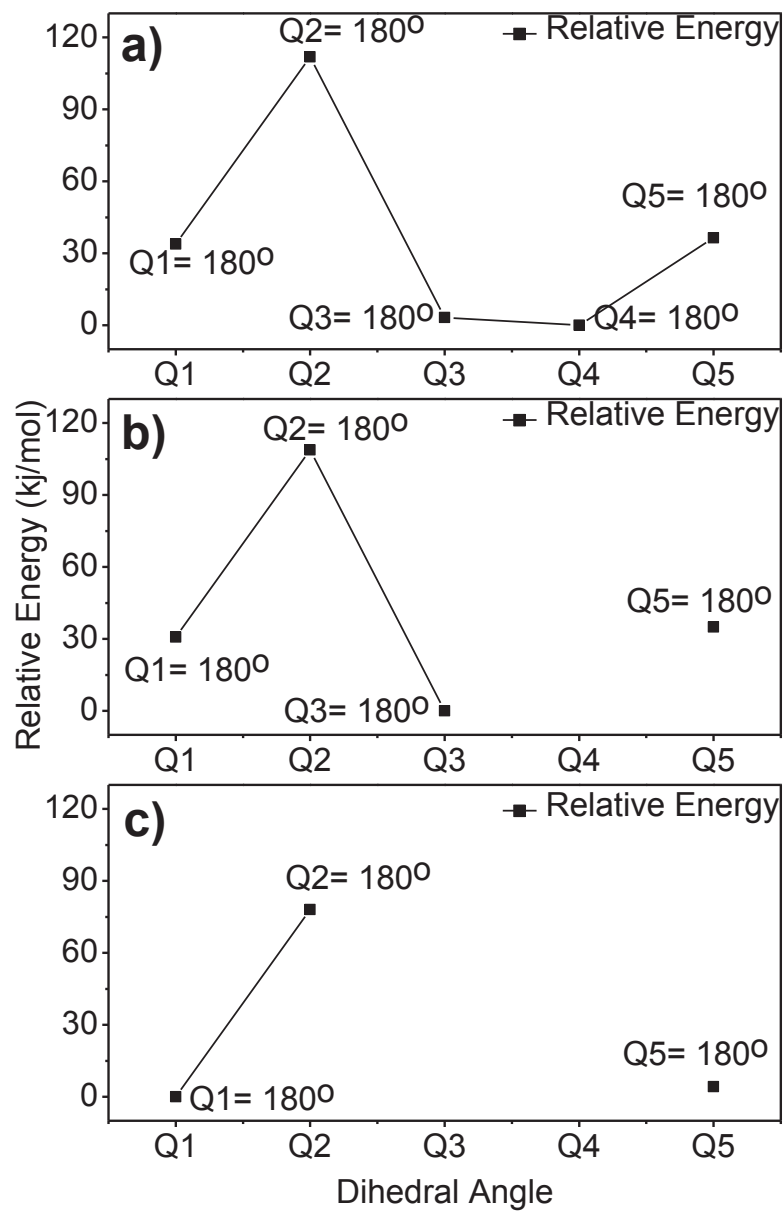 a)
Q2= 180º
Relative Energy
120
90
60
30
0
Q5= 180º
Q1= 180º
Q3= 180º
Q4= 180º
Q1 Q2 Q3 Q4 Q5
b)
Q2= 180º
Relative Energy
120
90
60
30
0
Q5= 180º
Q1= 180º
Q3= 180º
Q1 Q2 Q3 Q4 Q5
Relative Energy (kj/mol)
c)
Relative Energy
120
90
60
30
0
Q2= 180º
Q5= 180º
Q1= 180º
Q1 Q2 Q3 Q4 Q5
Dihedral Angle